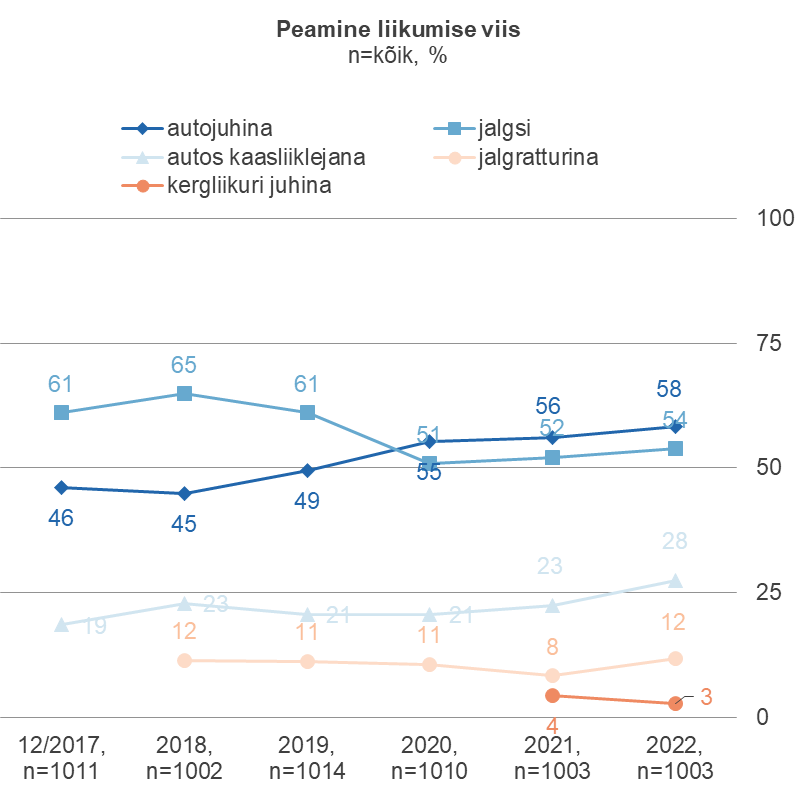 Peamine liikumise viis
n=kõik, %
autojuhina
jalgsi
autos kaasliiklejana
jalgratturina
kergliikuri juhina
100
75
50
25
0
61
65
61
51
52
54
46
45
49
55
56
58
19
23
21
21
23
28
12
11
11
8
12
4
3
12/2017,
n=1011
2018,
n=1002
2019,
n=1014
2020,
n=1010
2021,
n=1003
2022,
n=1003